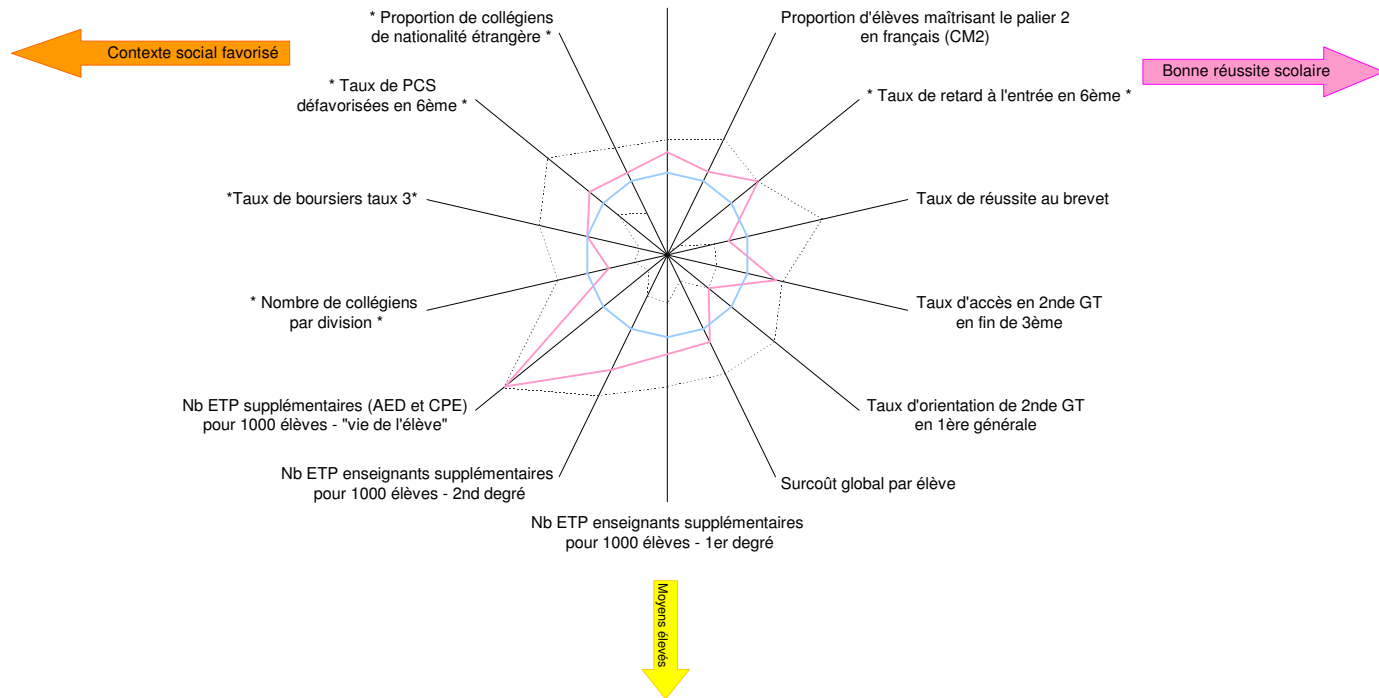 * Proportion de collégiens
de nationalité étrangère *
Proportion d'élèves maîtrisant le palier 2
en français (CM2)
Contexte social favorisé
Bonne réussite scolaire
* Taux de PCS
défavorisées en 6ème *
* Taux de retard à l'entrée en 6ème *
*Taux de boursiers taux 3*
Taux de réussite au brevet
* Nombre de collégiens
par division *
Taux d'accès en 2nde GT
en fin de 3ème
Nb ETP supplémentaires (AED et CPE)
pour 1000 élèves - "vie de l'élève"
Taux d'orientation de 2nde GT
en 1ère générale
Nb ETP enseignants supplémentaires
pour 1000 élèves - 2nd degré
Surcoût global par élève
Nb ETP enseignants supplémentaires
pour 1000 élèves - 1er degré
Moyens élevés